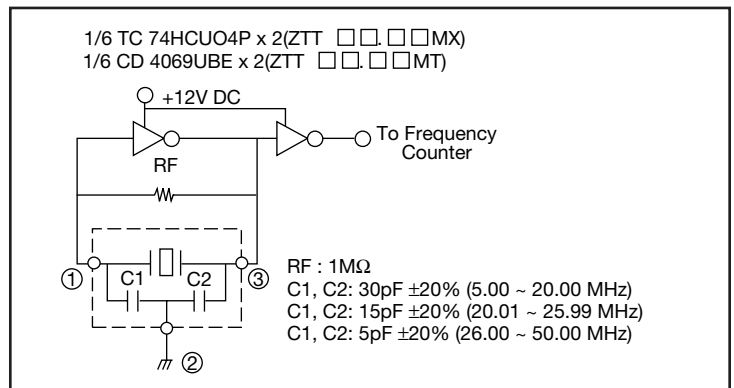 1/6 TC 74HCUO4P x 2(ZTT □□.□□MX)
1/6 CD 4069UBE x 2(ZTT □□.□□MT)
+12V DC
To Frequency
Counter
RF
① C1 C2 ③
②
RF : 1MΩ
C1, C2: 30pF ±20% (5.00 ~ 20.00 MHz)
C1, C2: 15pF ±20% (20.01 ~ 25.99 MHz)
C1, C2: 5pF ±20% (26.00 ~ 50.00 MHz)